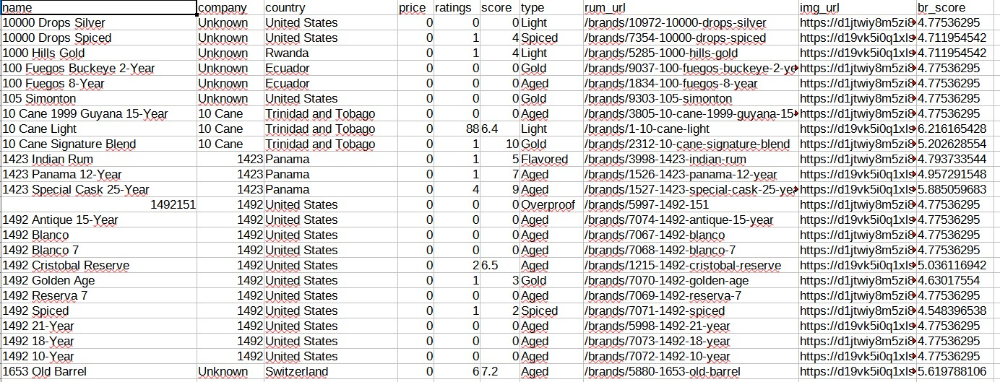 name company country price ratings score type rum_url img_url br_score
10000 Drops Silver Unknown United States 0 0 0 Light /brands/10972-10000-drops-silver https://d1jtwiy8m5zi8 4.77536295
10000 Drops Spiced Unknown United States 0 1 4 Spiced /brands/7354-10000-drops-spiced https://d19vk5i0q1xls 4.711954542
1000 Hills Gold Unknown Rwanda 0 1 4 Light /brands/5285-1000-hills-gold https://d19vk5i0q1xls 4.711954542
100 Fuegos Buckeye 2-Year Unknown Ecuador 0 0 0 Gold /brands/9037-100-fuegos-buckeye-2-ye https://d1jtwiy8m5zi8 4.77536295
100 Fuegos 8-Year Unknown Ecuador 0 0 0 Aged /brands/1834-100-fuegos-8-year https://d1jtwiy8m5zi8 4.77536295
105 Simonton Unknown United States 0 0 0 Gold /brands/9303-105-simonton https://d1jtwiy8m5zi8 4.77536295
10 Cane 1999 Guyana 15-Year 10 Cane Trinidad and Tobago 0 0 0 Aged /brands/3805-10-cane-1999-guyana-15- https://d1jtwiy8m5zi8 4.77536295
10 Cane Light 10 Cane Trinidad and Tobago 0 88 6.4 Light /brands/1-10-cane-light https://d19vk5i0q1xls 6.216165428
10 Cane Signature Blend 10 Cane Trinidad and Tobago 0 1 10 Gold /brands/2312-10-cane-signature-blend https://d1jtwiy8m5zi8 5.202628554
1423 Indian Rum 1423 Panama 0 1 5 Flavored /brands/3998-1423-indian-rum https://d19vk5i0q1xls 4.793733544
1423 Panama 12-Year 1423 Panama 0 1 7 Aged /brands/1526-1423-panama-12-year https://d19vk5i0q1xls 4.957291548
1423 Special Cask 25-Year 1423 Panama 0 4 9 Aged /brands/1527-1423-special-cask-25-yea https://d19vk5i0q1xls 5.885059683
1492151 1492 United States 0 0 0 Overproof /brands/5997-1492-151 https://d19vk5i0q1xls 4.77536295
1492 Antique 15-Year 1492 United States 0 0 0 Aged /brands/7074-1492-antique-15-year https://d19vk5i0q1xls 4.77536295
1492 Blanco 1492 United States 0 0 0 Aged /brands/7067-1492-blanco https://d1jtwiy8m5zi8 4.77536295
1492 Blanco 7 1492 United States 0 0 0 Aged /brands/7068-1492-blanco-7 https://d1jtwiy8m5zi8 4.77536295
1492 Cristobal Reserve 1492 United States 0 2 6.5 Aged /brands/1215-1492-cristobal-reserve https://d19vk5i0q1xls 5.036116942
1492 Golden Age 1492 United States 0 1 3 Gold /brands/7070-1492-golden-age https://d1jtwiy8m5zi8 4.63017554
1492 Reserva 7 1492 United States 0 0 0 Aged /brands/7069-1492-reserva-7 https://d1jtwiy8m5zi8 4.77536295
1492 Spiced 1492 United States 0 1 2 Spiced /brands/7071-1492-spiced https://d1jtwiy8m5zi8 4.548396538
1492 21-Year 1492 United States 0 0 0 Aged /brands/5998-1492-21-year https://d1jtwiy8m5zi8 4.77536295
1492 18-Year 1492 United States 0 0 0 Aged /brands/7073-1492-18-year https://d1jtwiy8m5zi8 4.77536295
1492 10-Year 1492 United States 0 0 0 Aged /brands/7072-1492-10-year https://d19vk5i0q1xls 4.77536295
1653 Old Barrel Unknown Switzerland 0 6 7.2 Aged /brands/5880-1653-old-barrel https://d19vk5i0q1xls 5.619788106